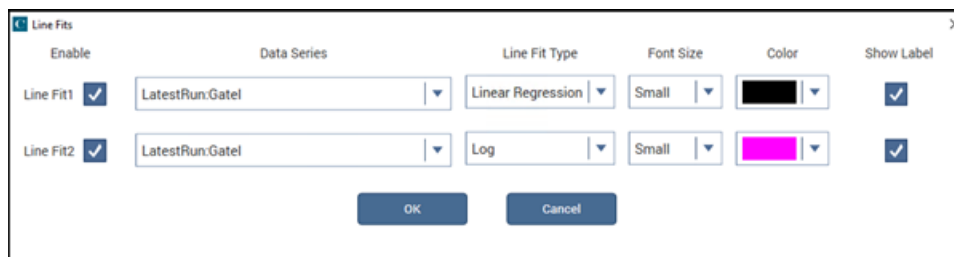 Line Fits
Enable Data Series Line Fit Type Font Size Color Show Label
Line Fit1 LatestRun:GateI Linear Regression Small
Line Fit2 LatestRun:GateI Log Small
OK Cancel